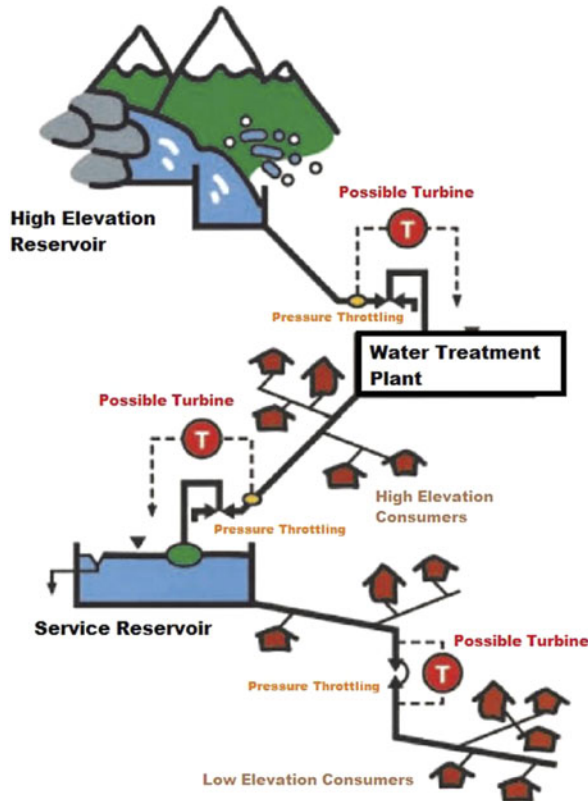 Possible Turbine
T
High Elevation
Reservoir
Pressure Throttling
Water Treatment
Plant
Possible Turbine
T
High Elevation
Consumers
Pressure Throttling
Service Reservoir
Possible Turbine
T
Pressure Throttling
Low Elevation Consumers